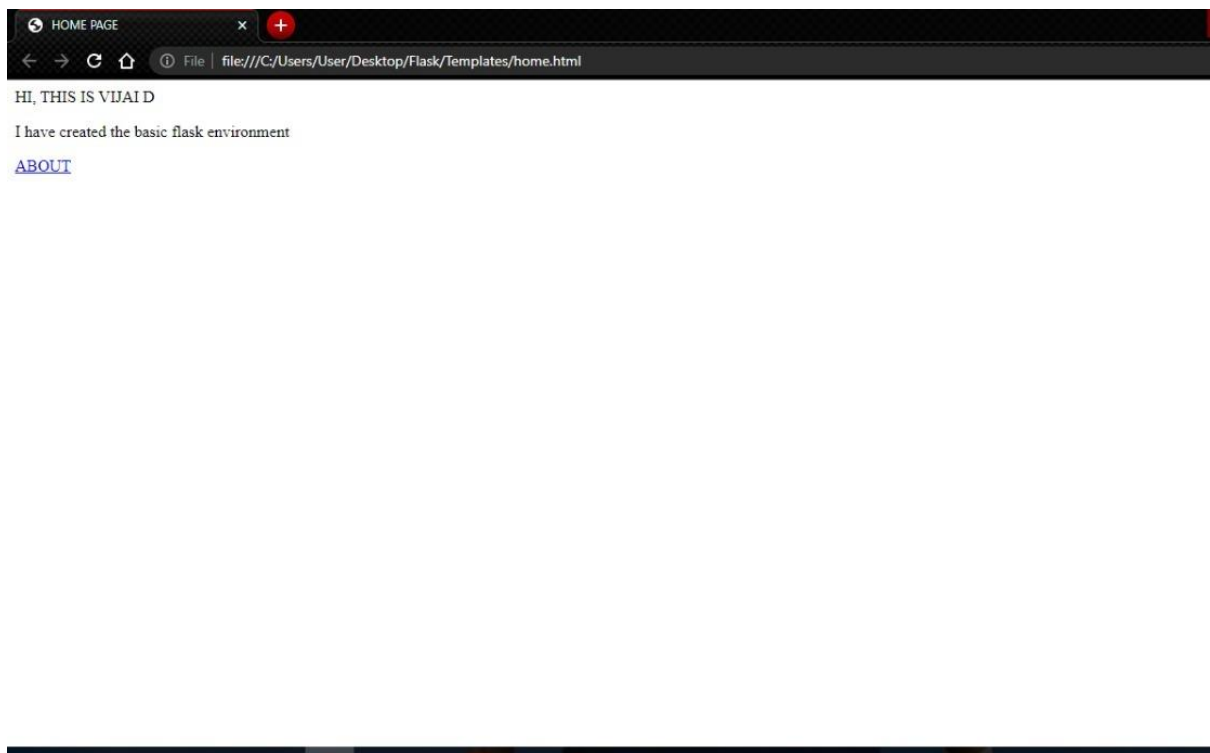 HOME PAGE
File | file:///C:/Users/User/Desktop/Flask/Templates/home.html
HI, THIS IS VIJAI D
I have created the basic flask environment
ABOUT